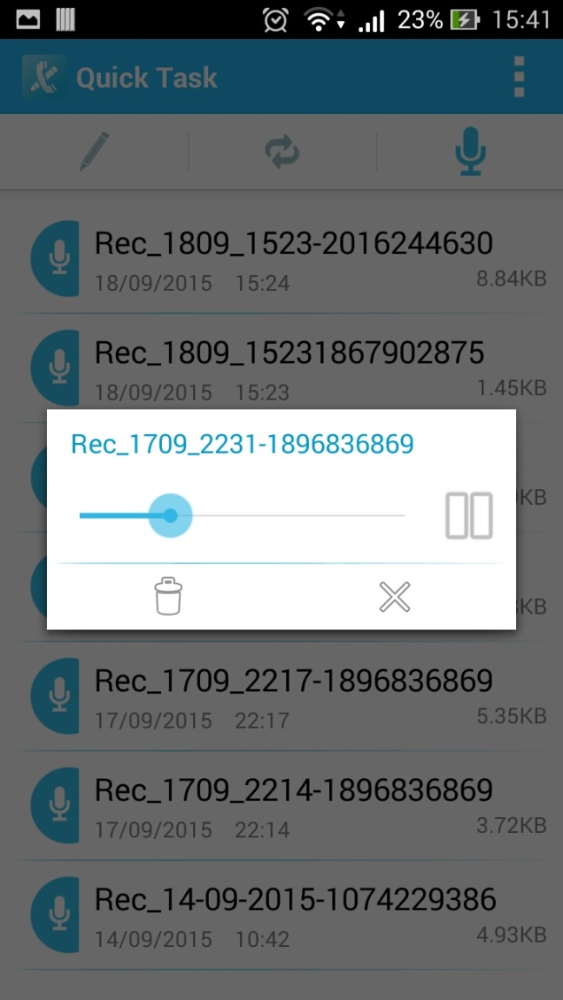 23% 15:41
Quick Task
Rec_1809_1523-2016244630
18/09/2015 15:24 8.84KB
Rec_1809_15231867902875
18/09/2015 15:23 1.45KB
Rec_1709_2231-1896836869
KB
KB
Rec_1709_2217-1896836869
17/09/2015 22:17 5.35KB
Rec_1709_2214-1896836869
17/09/2015 22:14 3.72KB
Rec_14-09-2015-1074229386
14/09/2015 10:42 4.93KB